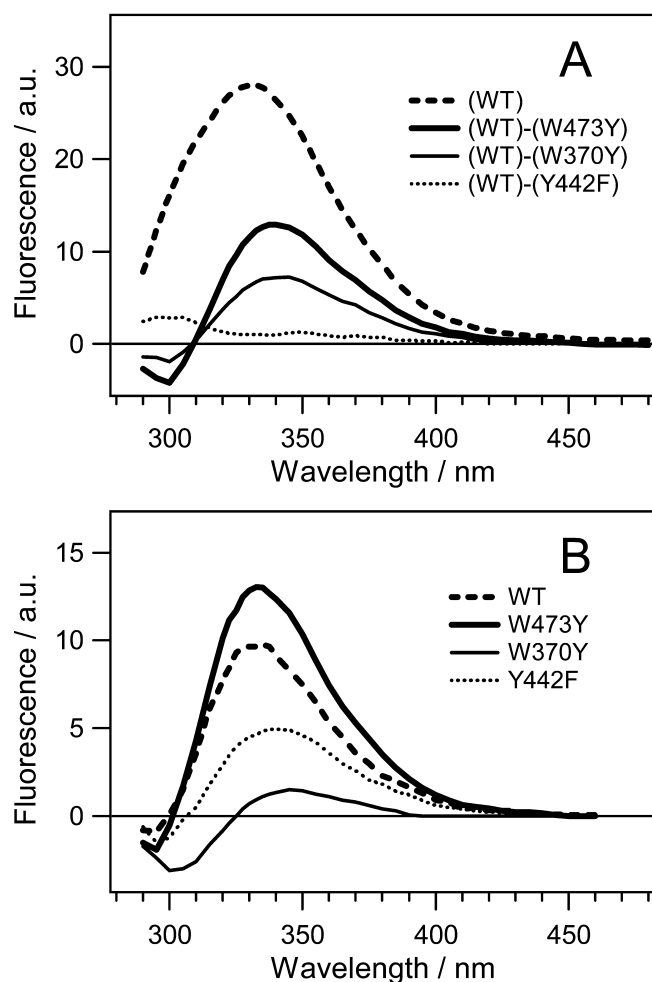 A
(WT)
(WT)-(W473Y)
(WT)-(W370Y)
(WT)-(Y442F)
Fluorescence / a.u.
30
20
10
0
300
350
400
450
Wavelength / nm
B
WT
W473Y
W370Y
Y442F
Fluorescence / a.u.
15
10
5
0
300
350
400
450
Wavelength / nm